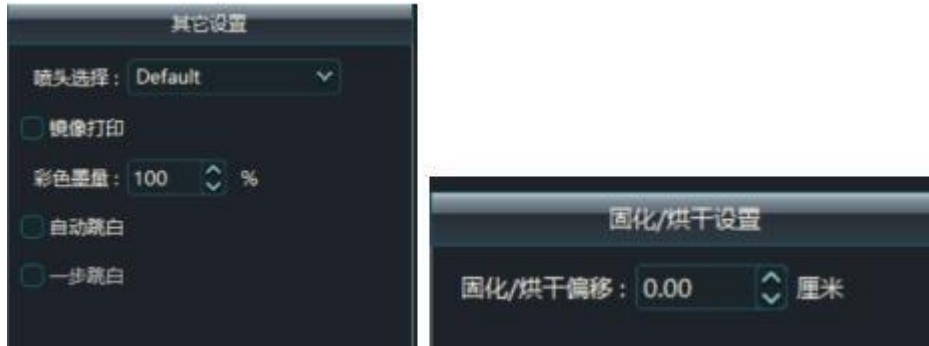 其它设置
喷头选择： Default
镜像打印
彩色墨量： 100 %
自动跳白
一步跳白
固化/烘干设置
固化/烘干偏移： 0.00 厘米